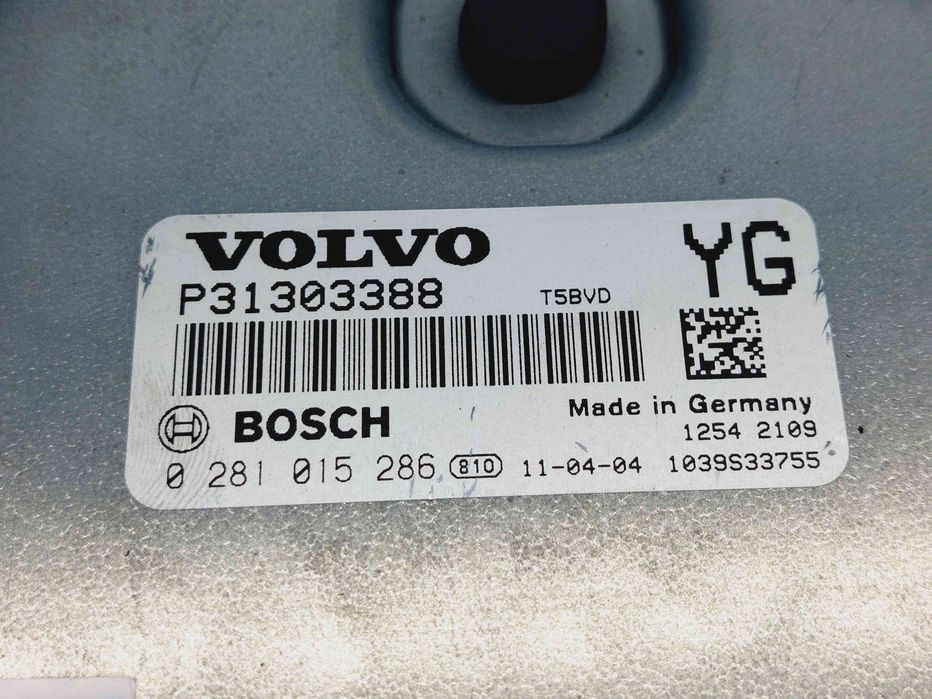 VOLVO
YG
P31303388 T5BVD
BOSCH
Made in Germany
1254 2109
0 281 015 286 810 11-04-04 1039S33755